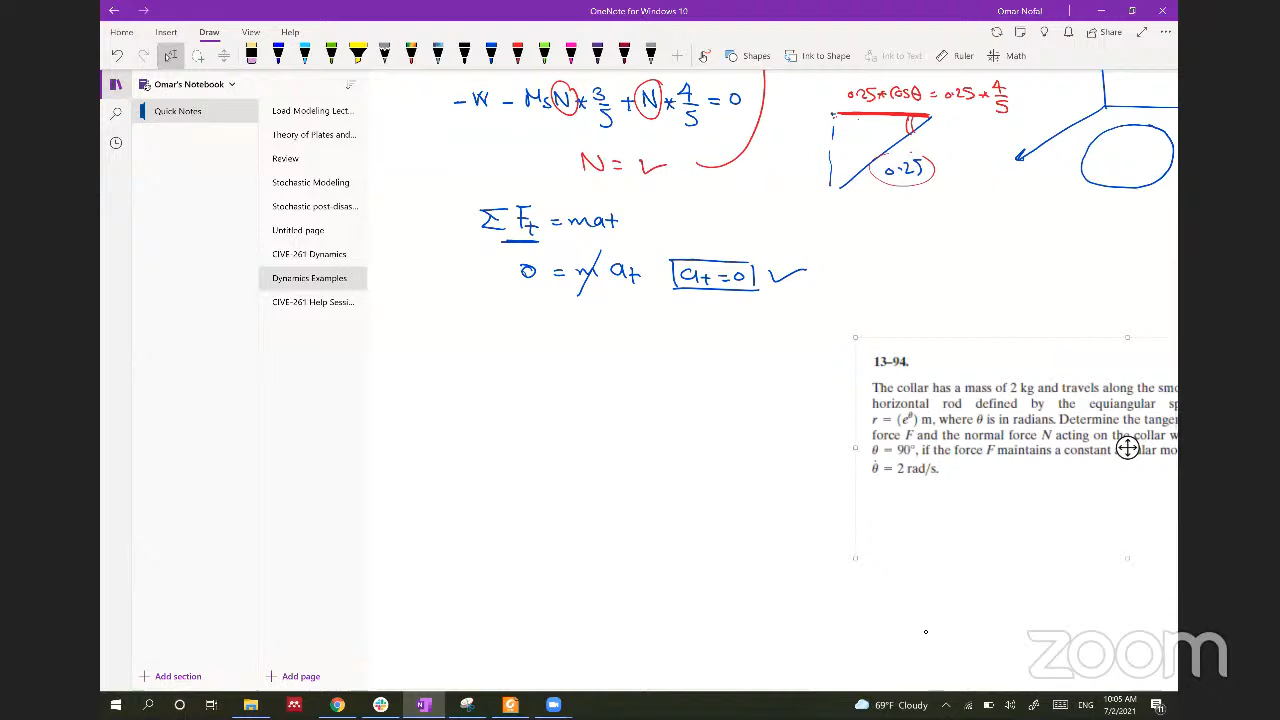 OneNote for Windows 10
Omar Nofal
Home Insert Draw View Help
Share
Shapes Ink to Shape Ink to Text Ruler Math
Omar's Notebook
Quick Notes
Load Modeling Lect...
Theory of Plates and...
Review
Stochastic Modeling
Stochastic post-disas...
Untitled page
CIVE-261 Dynamics
Dynamics Examples
CIVE-261 Help Sessi...
- W - Ms N * 3/5 + N * 4/5 = 0
N = ✓
Σ Ft = mat
0 = m at at = 0 ✓
0.25 * Cosθ = 0.25 * 4/5
0.25
13–94.
The collar has a mass of 2 kg and travels along the smo
horizontal rod defined by the equiangular sp
r = (e^θ) m, where θ is in radians. Determine the tanger
force F and the normal force N acting on the collar w
θ = 90°, if the force F maintains a constant lar mo
θ̇ = 2 rad/s.
zoom
+ Add section
+ Add page
69°F Cloudy
ENG
10:05 AM
7/2/2021